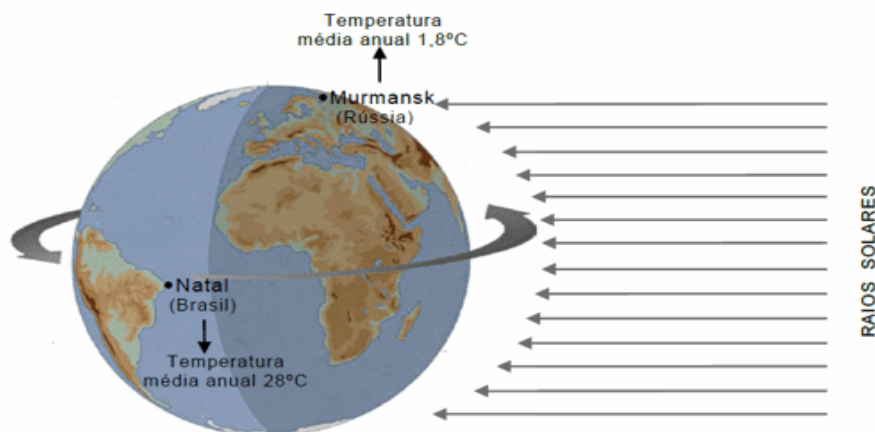 Temperatura
média anual 1,8ºC
Murmansk
(Rússia)
Natal
(Brasil)
Temperatura
média anual 28ºC
RAIOS SOLARES